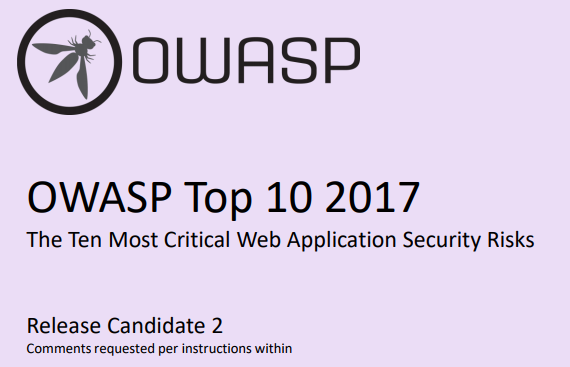 OWASP
OWASP Top 10 2017
The Ten Most Critical Web Application Security Risks
Release Candidate 2
Comments requested per instructions within